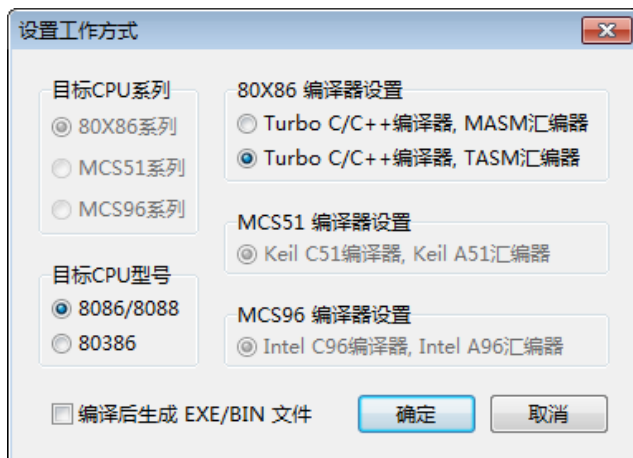 设置工作方式
目标CPU系列
80X86系列
MCS51系列
MCS96系列
目标CPU型号
8086/8088
80386
80X86 编译器设置
Turbo C/C++编译器, MASM汇编器
Turbo C/C++编译器, TASM汇编器
MCS51 编译器设置
Keil C51编译器, Keil A51汇编器
MCS96 编译器设置
Intel C96编译器, Intel A96汇编器
编译后生成 EXE/BIN 文件
确定
取消